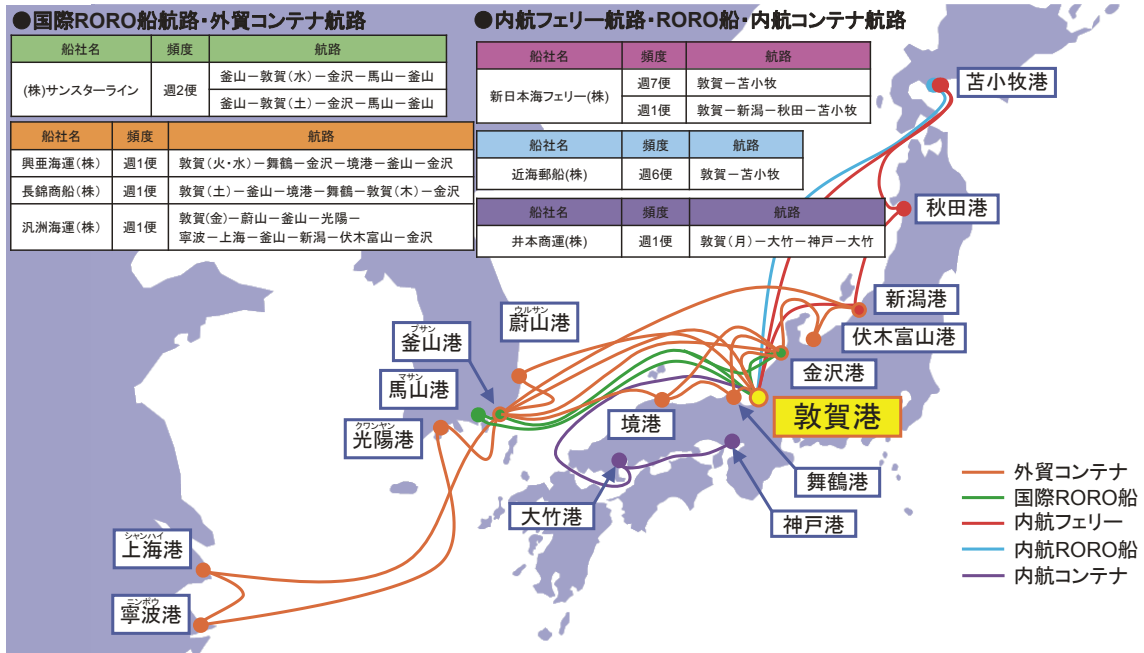 ●国際RORO船航路・外貿コンテナ航路
船社名 頻度 航路
(株)サンスターライン 週2便 釜山－敦賀(水)－金沢－馬山－釜山
釜山－敦賀(土)－金沢－馬山－釜山
船社名 頻度 航路
興亜海運(株) 週1便 敦賀(火・水)－舞鶴－金沢－境港－釜山－金沢
長錦商船(株) 週1便 敦賀(土)－釜山－境港－舞鶴－敦賀(木)－金沢
汎洲海運(株) 週1便 敦賀(金)－蔚山－釜山－光陽－
寧波－上海－釜山－新潟－伏木富山－金沢
●内航フェリー航路・RORO船・内航コンテナ航路
船社名 頻度 航路
新日本海フェリー(株) 週7便 敦賀－苫小牧
週1便 敦賀－新潟－秋田－苫小牧
船社名 頻度 航路
近海郵船(株) 週6便 敦賀－苫小牧
船社名 頻度 航路
井本商運(株) 週1便 敦賀(月)－大竹－神戸－大竹
苫小牧港
秋田港
新潟港
伏木富山港
金沢港
敦賀港
ウルサン
蔚山港
プサン
釜山港
マサン
馬山港
クワンヤン
光陽港
境港
舞鶴港
神戸港
大竹港
シャンハイ
上海港
ニンポウ
寧波港
外貿コンテナ
国際RORO船
内航フェリー
内航RORO船
内航コンテナ